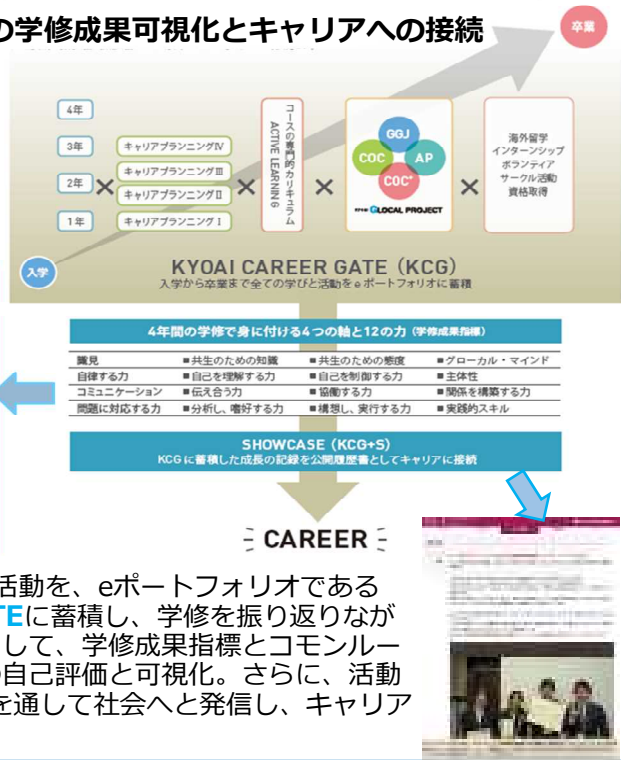 の学修成果可視化とキャリアへの接続
卒業
4年
3年
2年
1年
×
キャリアプランニングⅣ
キャリアプランニングⅢ
キャリアプランニングⅡ
キャリアプランニングⅠ
×
コースの専門的カリキュラム
ACTIVE LEARNING
×
GGJ
COC
AP
COC+
GLOCAL PROJECT
×
海外留学
インターンシップ
ボランティア
サークル活動
資格取得
入学
KYOAI CAREER GATE (KCG)
入学から卒業まで全ての学びと活動をeポートフォリオに蓄積
4年間の学修で身に付ける4つの軸と12の力 (学修成果指標)
識見 ■共生のための知識 ■共生のための態度 ■グローカル・マインド
自律する力 ■自己を理解する力 ■自己を制御する力 ■主体性
コミュニケーション ■伝え合う力 ■協働する力 ■関係を構築する力
問題に対応する力 ■分析し、嗜好する力 ■構想し、実行する力 ■実践的スキル
SHOWCASE (KCG+S)
KCGに蓄積した成長の記録を公開履歴書としてキャリアに接続
CAREER
活動を、eポートフォリオである
TEに蓄積し、学修を振り返りなが
して、学修成果指標とコモンルー
の自己評価と可視化。さらに、活動
を通して社会へと発信し、キャリア